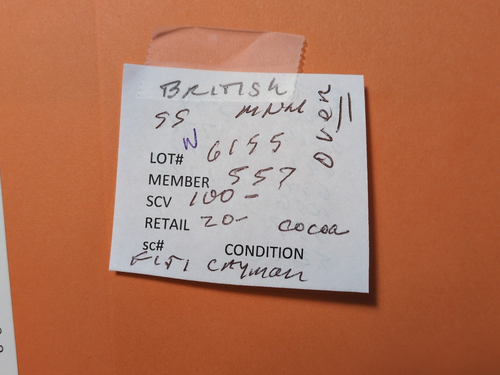 BRITISH
SS MNH
over
LOT# W 6155
MEMBER 557
SCV 100-
RETAIL 20- cocoa
sc# CONDITION
FIJI CAYMAN